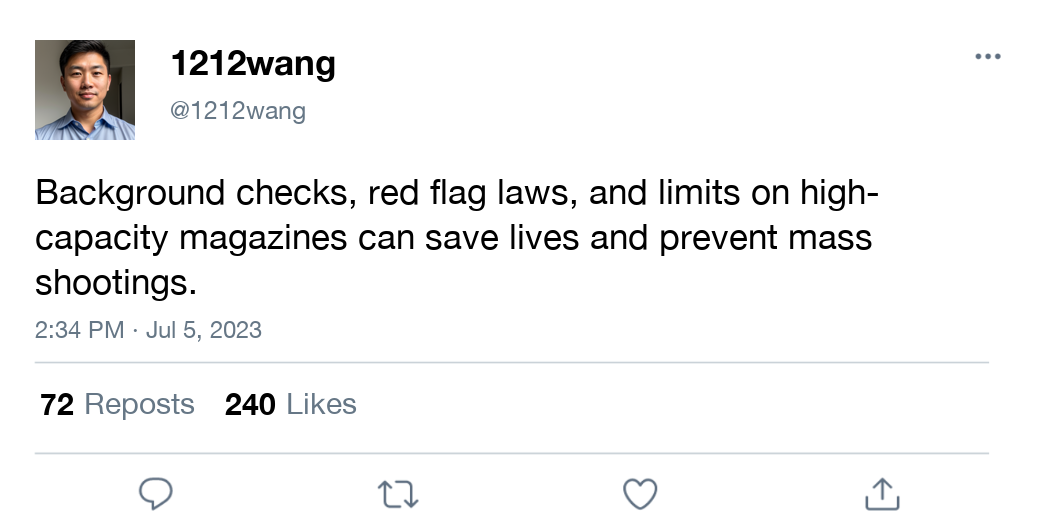 1212wang
@1212wang
Background checks, red flag laws, and limits on high-
capacity magazines can save lives and prevent mass
shootings.
2:34 PM · Jul 5, 2023
72 Reposts 240 Likes